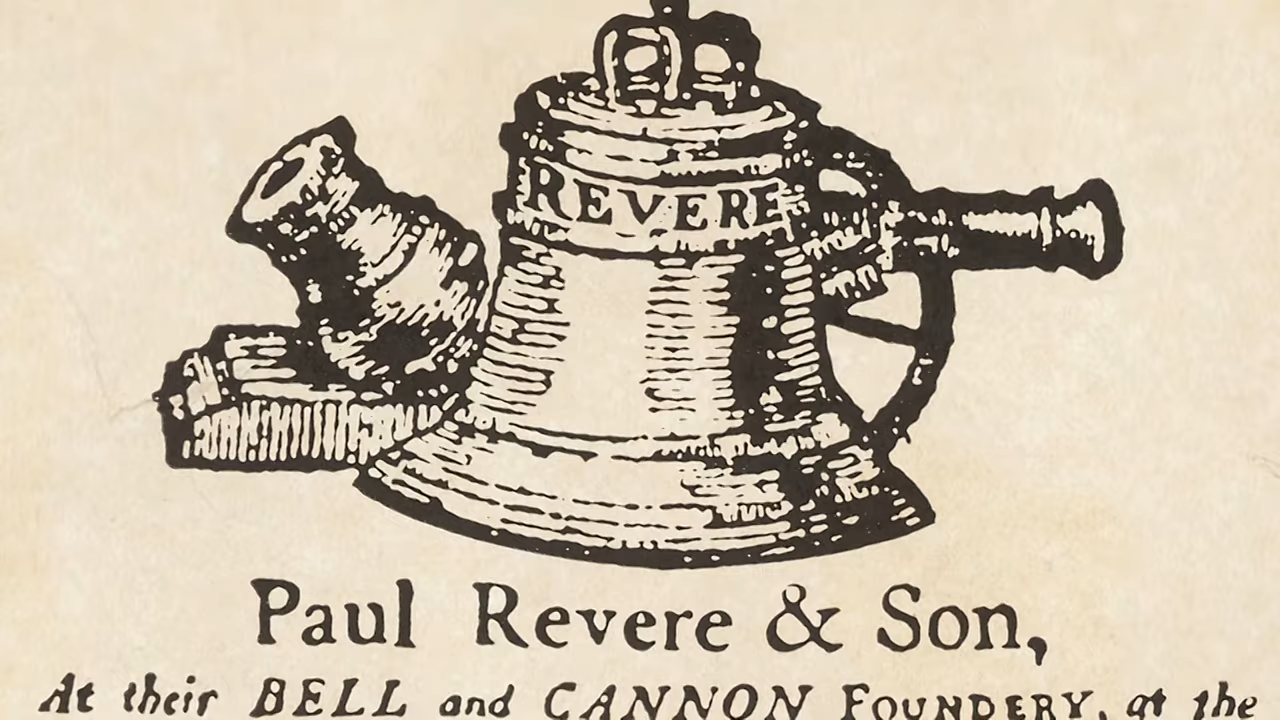 REVERE
Paul Revere & Son,
At their BELL and CANNON FOUNDERY, at the